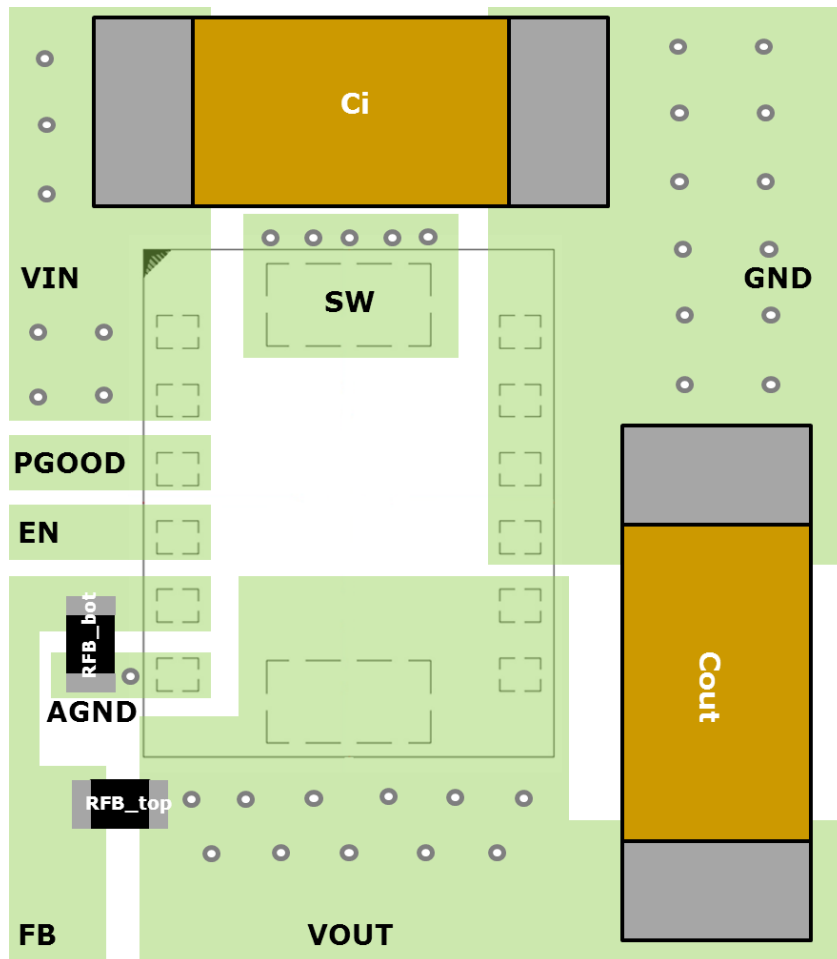 Ci
VIN
SW
GND
PGOOD
EN
RFB_bot
AGND
Cout
RFB_top
FB
VOUT